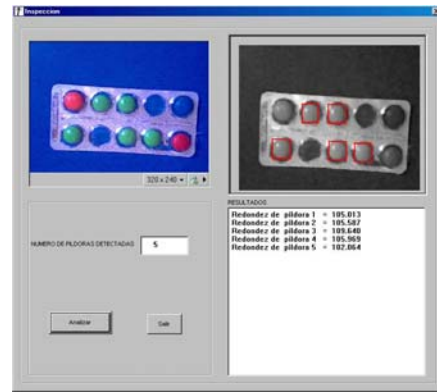 Inspeccion
320 x 240
RESULTADOS
Redondez de pildora 1 = 105.013
Redondez de pildora 2 = 105.587
Redondez de pildora 3 = 109.640
Redondez de pildora 4 = 105.969
Redondez de pildora 5 = 102.064
NUMERO DE PILDORAS DETECTADAS
5
Analizar
Salir